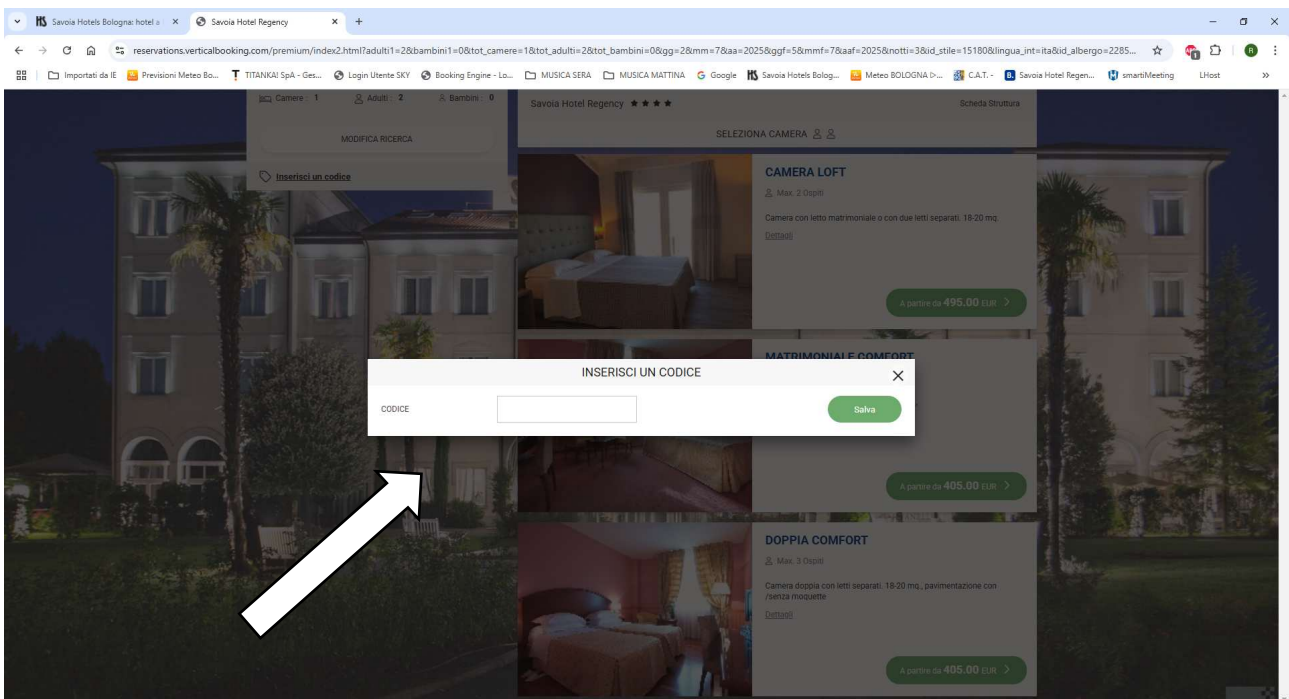 Savoia Hotels Bologna: hotel a
Savoia Hotel Regency
reservations.verticalbooking.com/premium/index2.html?adulti1=2&bambini1=0&tot_camere=1&tot_adulti=2&tot_bambini=0&gg=2&mm=7&aa=2025&ggf=5&mmf=7&aaf=2025&notti=3&id_stile=15180&lingua_int=ita&id_albergo=2285...
Importati da IE
Previsioni Meteo Bo...
TITANKA! SpA - Ges...
Login Utente SKY
Booking Engine - Lo...
MUSICA SERA
MUSICA MATTINA
Google
Savoia Hotels Bolog...
Meteo BOLOGNA ▷...
C.A.T. -
Savoia Hotel Regen...
smartiMeeting
LHost
Camere : 1 Adulti : 2 Bambini : 0
MODIFICA RICERCA
Inserisci un codice
Savoia Hotel Regency ★★★★ Scheda Struttura
SELEZIONA CAMERA
CAMERA LOFT
Max. 2 Ospiti
Camera con letto matrimoniale o con due letti separati. 18-20 mq.
Dettagli
A partire da 495.00 EUR
MATRIMONIALE COMFORT
INSERISCI UN CODICE
CODICE
Salva
A partire da 405.00 EUR
DOPPIA COMFORT
Max. 3 Ospiti
Camera doppia con letti separati. 18-20 mq., pavimentazione con
/senza moquette
Dettagli
A partire da 405.00 EUR